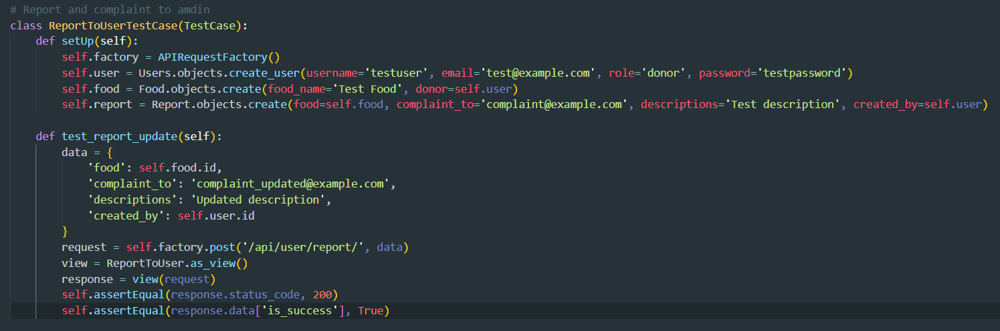 # Report and complaint to amdin
class ReportToUserTestCase(TestCase):
    def setUp(self):
        self.factory = APIRequestFactory()
        self.user = Users.objects.create_user(username='testuser', email='test@example.com', role='donor', password='testpassword')
        self.food = Food.objects.create(food_name='Test Food', donor=self.user)
        self.report = Report.objects.create(food=self.food, complaint_to='complaint@example.com', descriptions='Test description', created_by=self.user)

    def test_report_update(self):
        data = {
            'food': self.food.id,
            'complaint_to': 'complaint_updated@example.com',
            'descriptions': 'Updated description',
            'created_by': self.user.id
        }
        request = self.factory.post('/api/user/report/', data)
        view = ReportToUser.as_view()
        response = view(request)
        self.assertEqual(response.status_code, 200)
        self.assertEqual(response.data['is_success'], True)